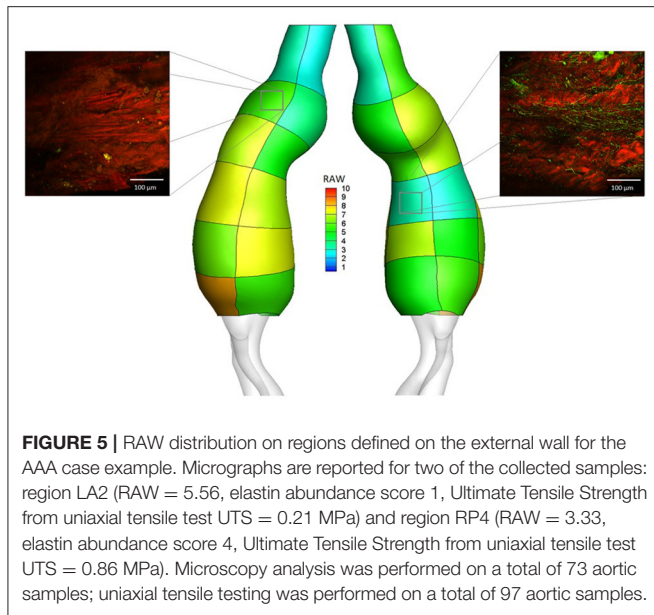 100 µm
RAW
10
9
8
7
6
5
4
3
2
1
100 µm
FIGURE 5 | RAW distribution on regions defined on the external wall for the
AAA case example. Micrographs are reported for two of the collected samples:
region LA2 (RAW = 5.56, elastin abundance score 1, Ultimate Tensile Strength
from uniaxial tensile test UTS = 0.21 MPa) and region RP4 (RAW = 3.33,
elastin abundance score 4, Ultimate Tensile Strength from uniaxial tensile test
UTS = 0.86 MPa). Microscopy analysis was performed on a total of 73 aortic
samples; uniaxial tensile testing was performed on a total of 97 aortic samples.